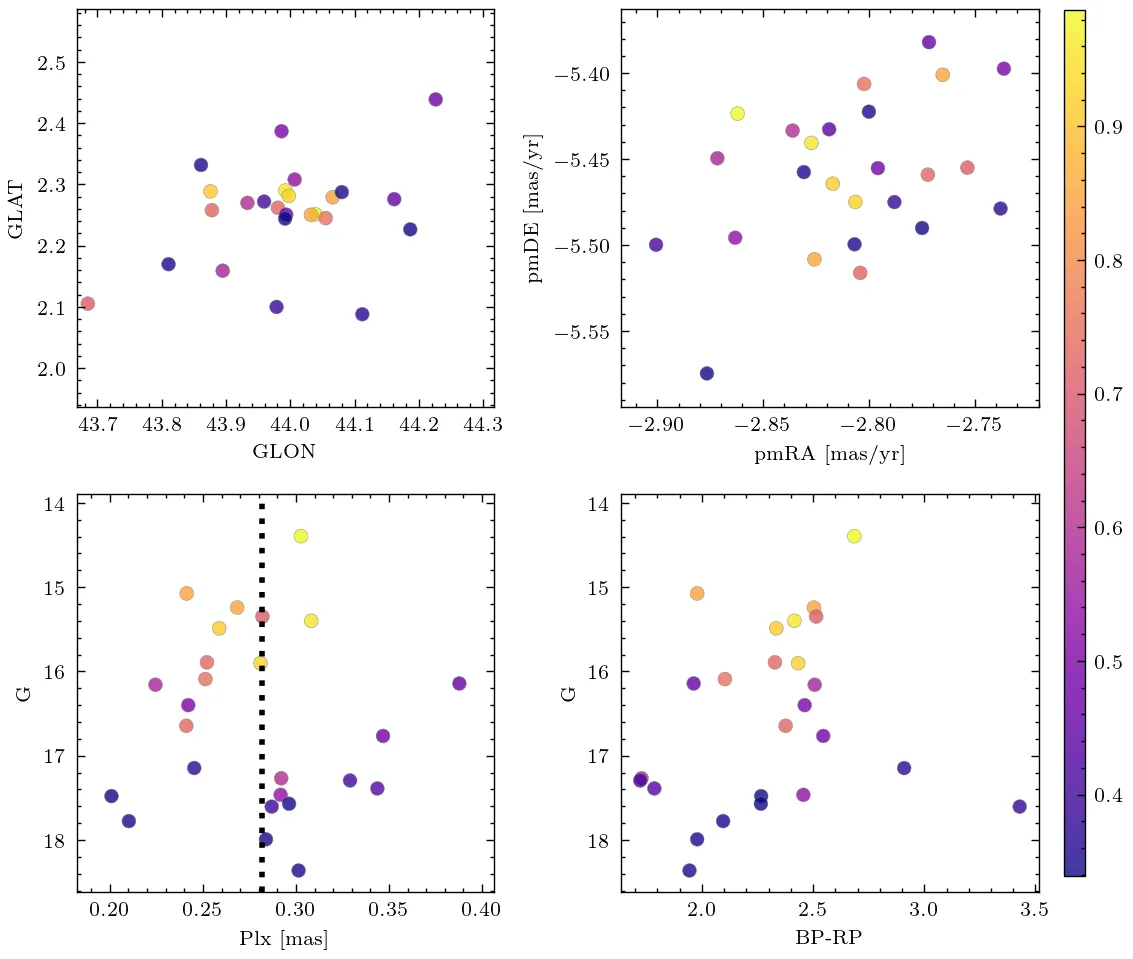 2.5
2.4
2.3
2.2
2.1
2.0
GLAT
43.7 43.8 43.9 44.0 44.1 44.2 44.3
GLON
−5.40
−5.45
−5.50
−5.55
pmDE [mas/yr]
−2.90 −2.85 −2.80 −2.75
pmRA [mas/yr]
14
15
16
17
18
G
0.20 0.25 0.30 0.35 0.40
Plx [mas]
14
15
16
17
18
G
2.0 2.5 3.0 3.5
BP-RP
0.9
0.8
0.7
0.6
0.5
0.4